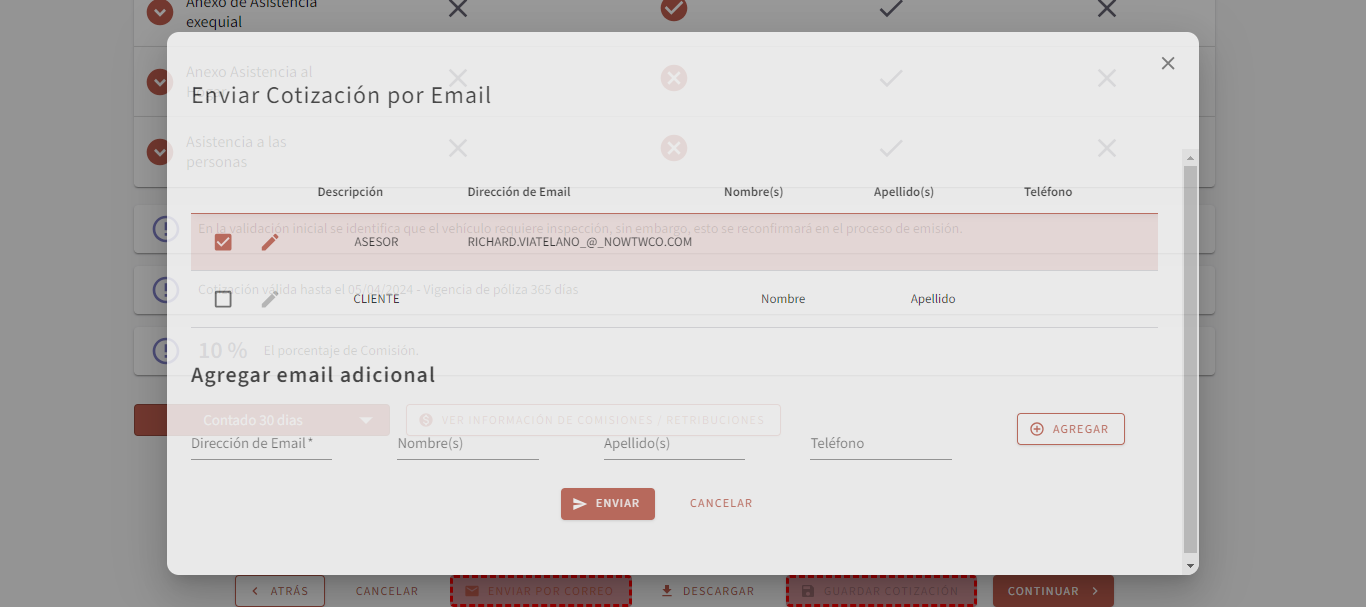 Anexo de Asistencia
exequial
Anexo Asistencia al
Enviar Cotización por Email
Asistencia a las
personas
Descripción Dirección de Email Nombre(s) Apellido(s) Teléfono
En la validación inicial se identifica que el vehículo requiere inspección, sin embargo, esto se reconfirmará en el proceso de emisión.
ASESOR RICHARD.VIATELANO_@_NOWTWCO.COM
Cotización válida hasta el 05/04/2024 - Vigencia de póliza 365 días
CLIENTE Nombre Apellido
10 % El porcentaje de Comisión.
Agregar email adicional
Contado 30 días VER INFORMACIÓN DE COMISIONES / RETRIBUCIONES
AGREGAR
Dirección de Email* Nombre(s) Apellido(s) Teléfono
ENVIAR CANCELAR
ATRÁS CANCELAR ENVIAR POR CORREO DESCARGAR GUARDAR COTIZACIÓN CONTINUAR